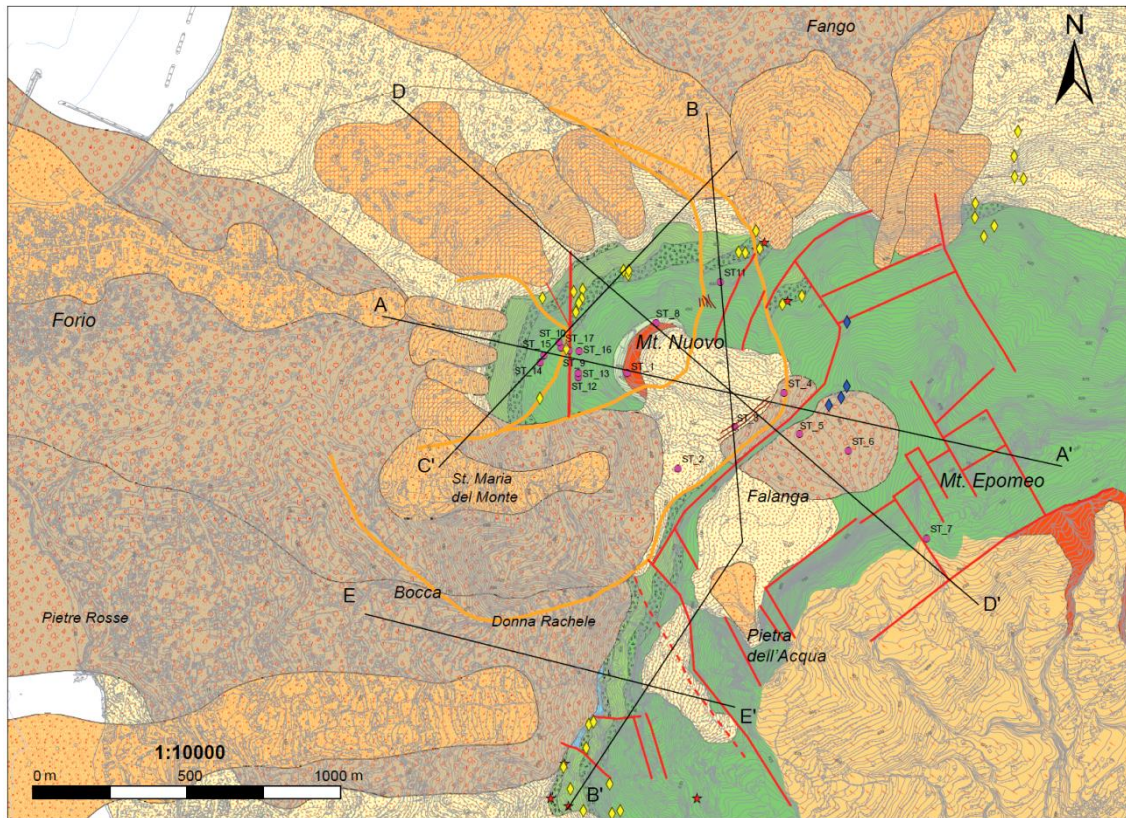 Fango
N
D
B
A
Forio
ST11
ST_8
Mt. Nuovo
ST_10
ST_17
ST_15
ST_16
ST_9
ST_14
ST_13
ST_12
ST_1
ST_4
ST_3
ST_5
ST_6
ST_2
C'
A'
St. Maria
del Monte
Falanga
Mt. Epomeo
ST_7
Bocca
E
D'
Pietre Rosse
Donna Rachele
Pietra
dell'Acqua
E'
1:10000
0 m
500
1000 m
B'